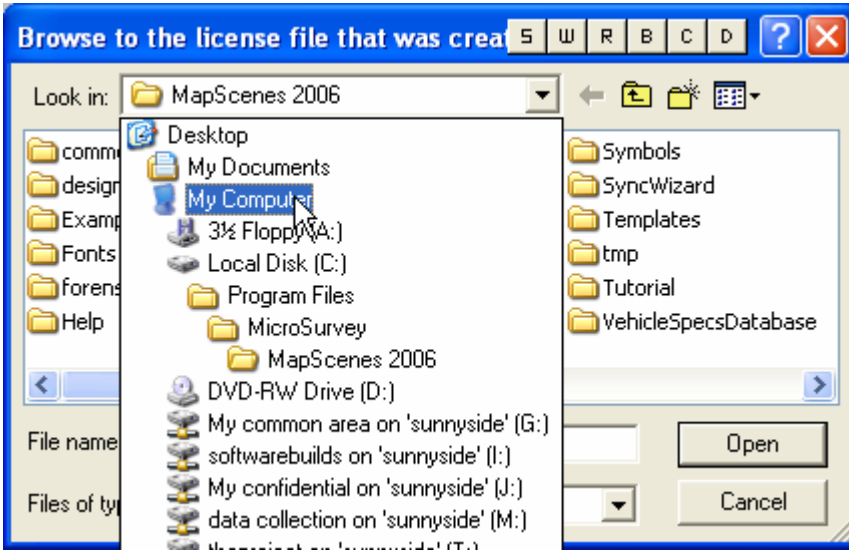 Browse to the license file that was crea S W R B C D
Look in: MapScenes 2006
Desktop
My Documents
My Computer
3½ Floppy (A:)
Local Disk (C:)
Program Files
MicroSurvey
MapScenes 2006
DVD-RW Drive (D:)
My common area on 'sunnyside' (G:)
softwarebuilds on 'sunnyside' (I:)
My confidential on 'sunnyside' (J:)
data collection on 'sunnyside' (M:)
comm
design
Examp
Fonts
forens
Help
Symbols
SyncWizard
Templates
tmp
Tutorial
VehicleSpecsDatabase
File name
Open
Files of ty
Cancel